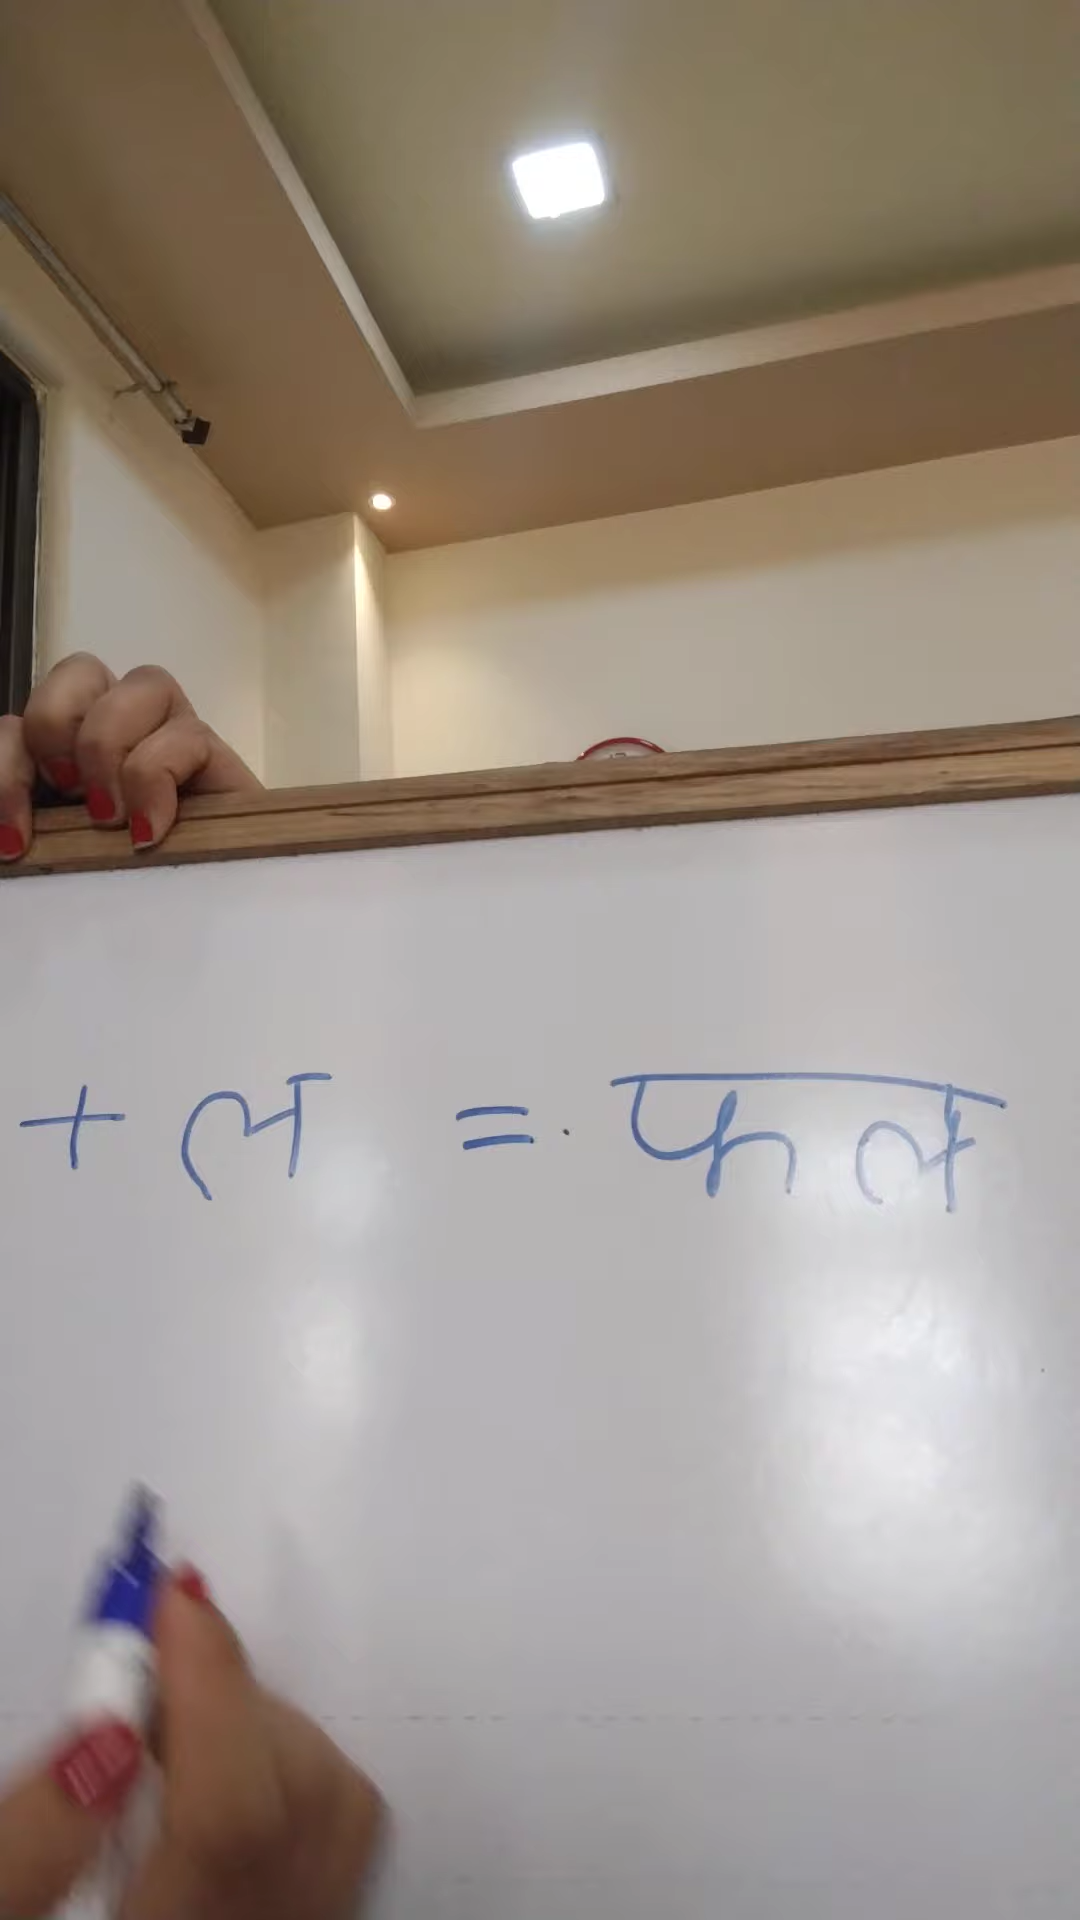 + ल = फल